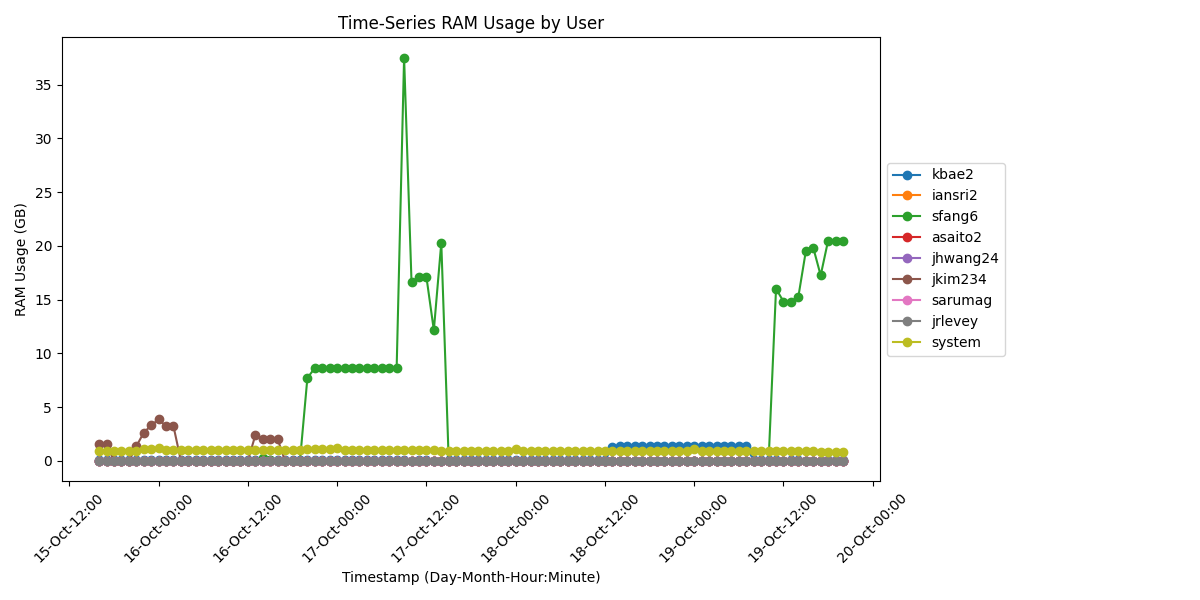 Time-Series RAM Usage by User
RAM Usage (GB)
35
30
25
20
15
10
5
0
15-Oct-12:00
16-Oct-00:00
16-Oct-12:00
17-Oct-00:00
17-Oct-12:00
18-Oct-00:00
18-Oct-12:00
19-Oct-00:00
19-Oct-12:00
20-Oct-00:00
Timestamp (Day-Month-Hour:Minute)
kbae2
iansri2
sfang6
asaito2
jhwang24
jkim234
sarumag
jrlevey
system